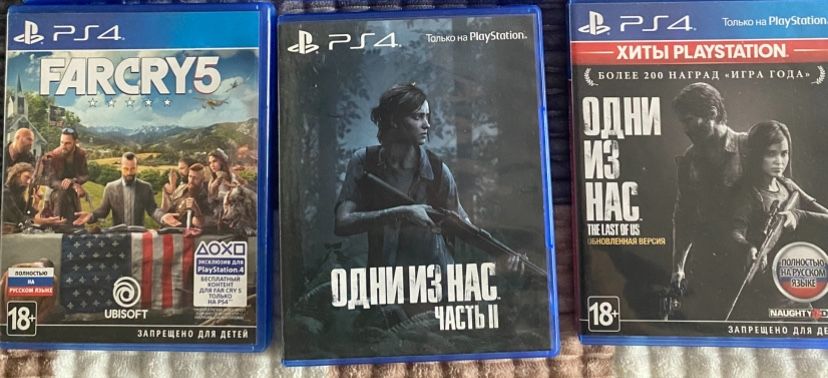 PS4
FARCRY5
ПОЛНОСТЬЮ
НА
РУССКОМ ЯЗЫКЕ
ЭКСКЛЮЗИВ ДЛЯ
PlayStation 4
БЕСПЛАТНЫЙ
КОНТЕНТ
ДЛЯ FAR CRY 5
ТОЛЬКО
НА PS4
UBISOFT
18+
ЗАПРЕЩЕНО ДЛЯ ДЕТЕЙ
PS4
Только на PlayStation
ОДНИ ИЗ НАС
ЧАСТЬ II
PS4
Только на PlayStation
ХИТЫ PLAYSTATION
БОЛЕЕ 200 НАГРАД «ИГРА ГОДА»
ОДНИ
ИЗ
НАС
THE LAST OF US
ОБНОВЛЕННАЯ ВЕРСИЯ
ПОЛНОСТЬЮ
НА РУССКОМ
ЯЗЫКЕ
NAUGHTY
18+
ЗАПРЕЩЕНО ДЛЯ